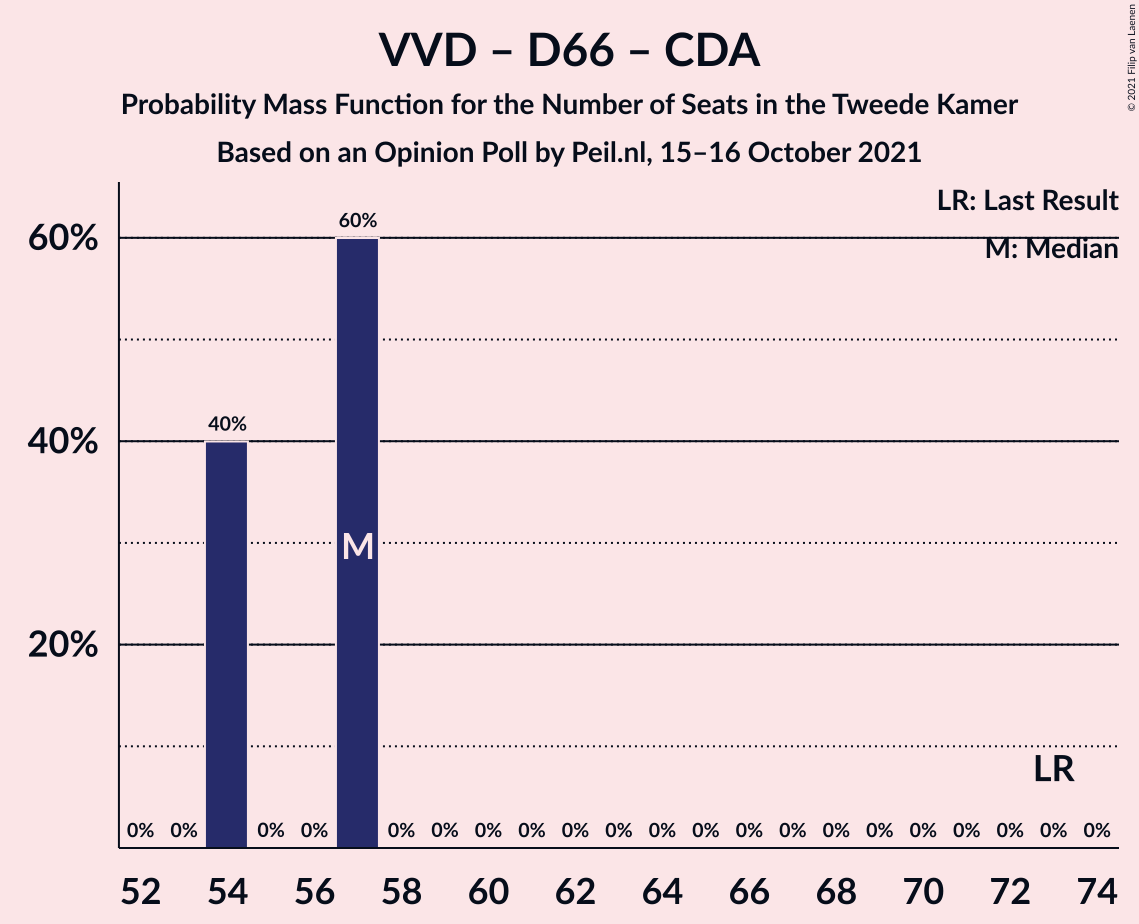 VVD – D66 – CDA
Probability Mass Function for the Number of Seats in the Tweede Kamer
Based on an Opinion Poll by Peil.nl, 15–16 October 2021
© 2021 Filip van Laenen
LR: Last Result
M: Median
60%
40%
20%
60%
40%
M
LR
0% 0% 0% 0% 0% 0% 0% 0% 0% 0% 0% 0% 0% 0% 0% 0% 0% 0% 0% 0% 0%
52 54 56 58 60 62 64 66 68 70 72 74